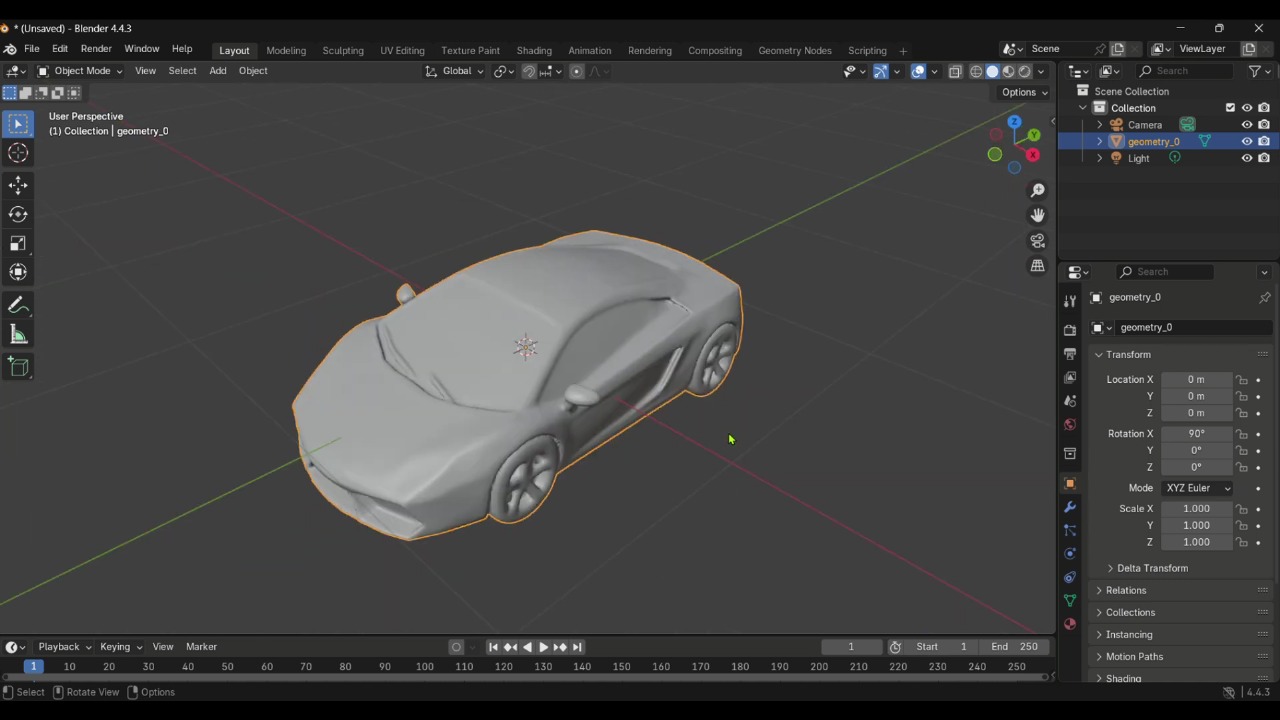 * (Unsaved) - Blender 4.4.3
File Edit Render Window Help Layout Modeling Sculpting UV Editing Texture Paint Shading Animation Rendering Compositing Geometry Nodes Scripting + Scene ViewLayer
Object Mode View Select Add Object Global Search
Options
User Perspective
(1) Collection | geometry_0
Z
Y
X
Scene Collection
Collection
Camera
geometry_0
Light
Search
geometry_0
geometry_0
Transform
Location X 0 m
Y 0 m
Z 0 m
Rotation X 90°
Y 0°
Z 0°
Mode XYZ Euler
Scale X 1.000
Y 1.000
Z 1.000
Delta Transform
Relations
Collections
Instancing
Motion Paths
Shading
Playback Keying View Marker 1 Start 1 End 250
1 10 20 30 40 50 60 70 80 90 100 110 120 130 140 150 160 170 180 190 200 210 220 230 240 250
Select Rotate View Options 4.4.3